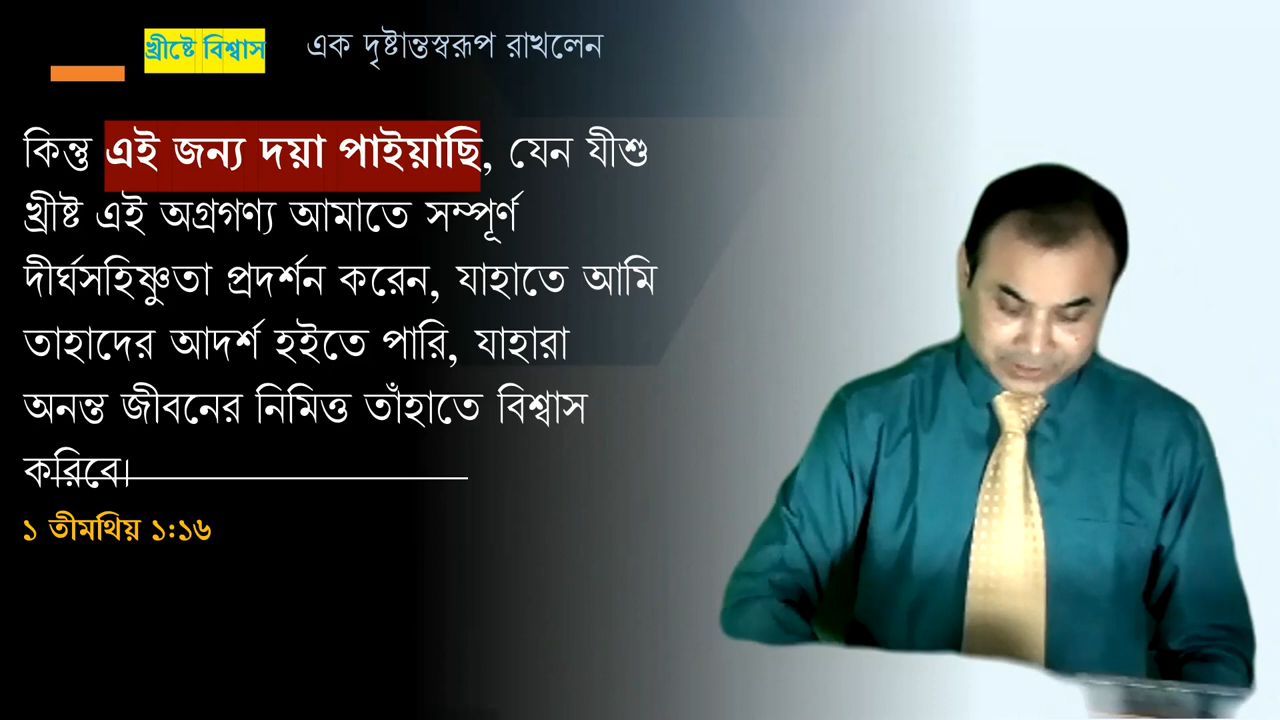 খ্রীষ্টে বিশ্বাস এক দৃষ্টান্তস্বরূপ রাখলেন
কিন্তু এই জন্য দয়া পাইয়াছি, যেন যীশু
খ্রীষ্ট এই অগ্রগণ্য আমাতে সম্পূর্ণ
দীর্ঘসহিষ্ণুতা প্রদর্শন করেন, যাহাতে আমি
তাহাদের আদর্শ হইতে পারি, যাহারা
অনন্ত জীবনের নিমিত্ত তাঁহাতে বিশ্বাস
করিবে।
১ তীমথিয় ১:১৬